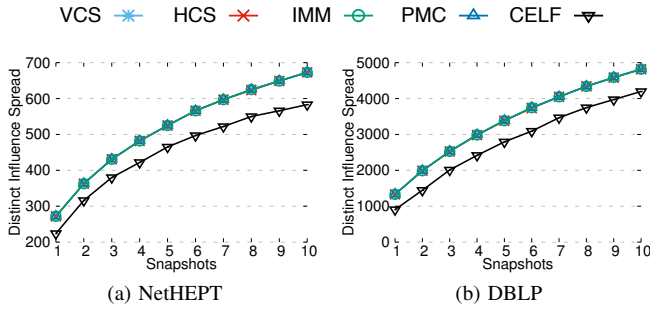 VCS HCS IMM PMC CELF
Distinct Influence Spread
700
600
500
400
300
200
1 2 3 4 5 6 7 8 9 10
Snapshots
(a) NetHEPT
Distinct Influence Spread
5000
4000
3000
2000
1000
0
1 2 3 4 5 6 7 8 9 10
Snapshots
(b) DBLP